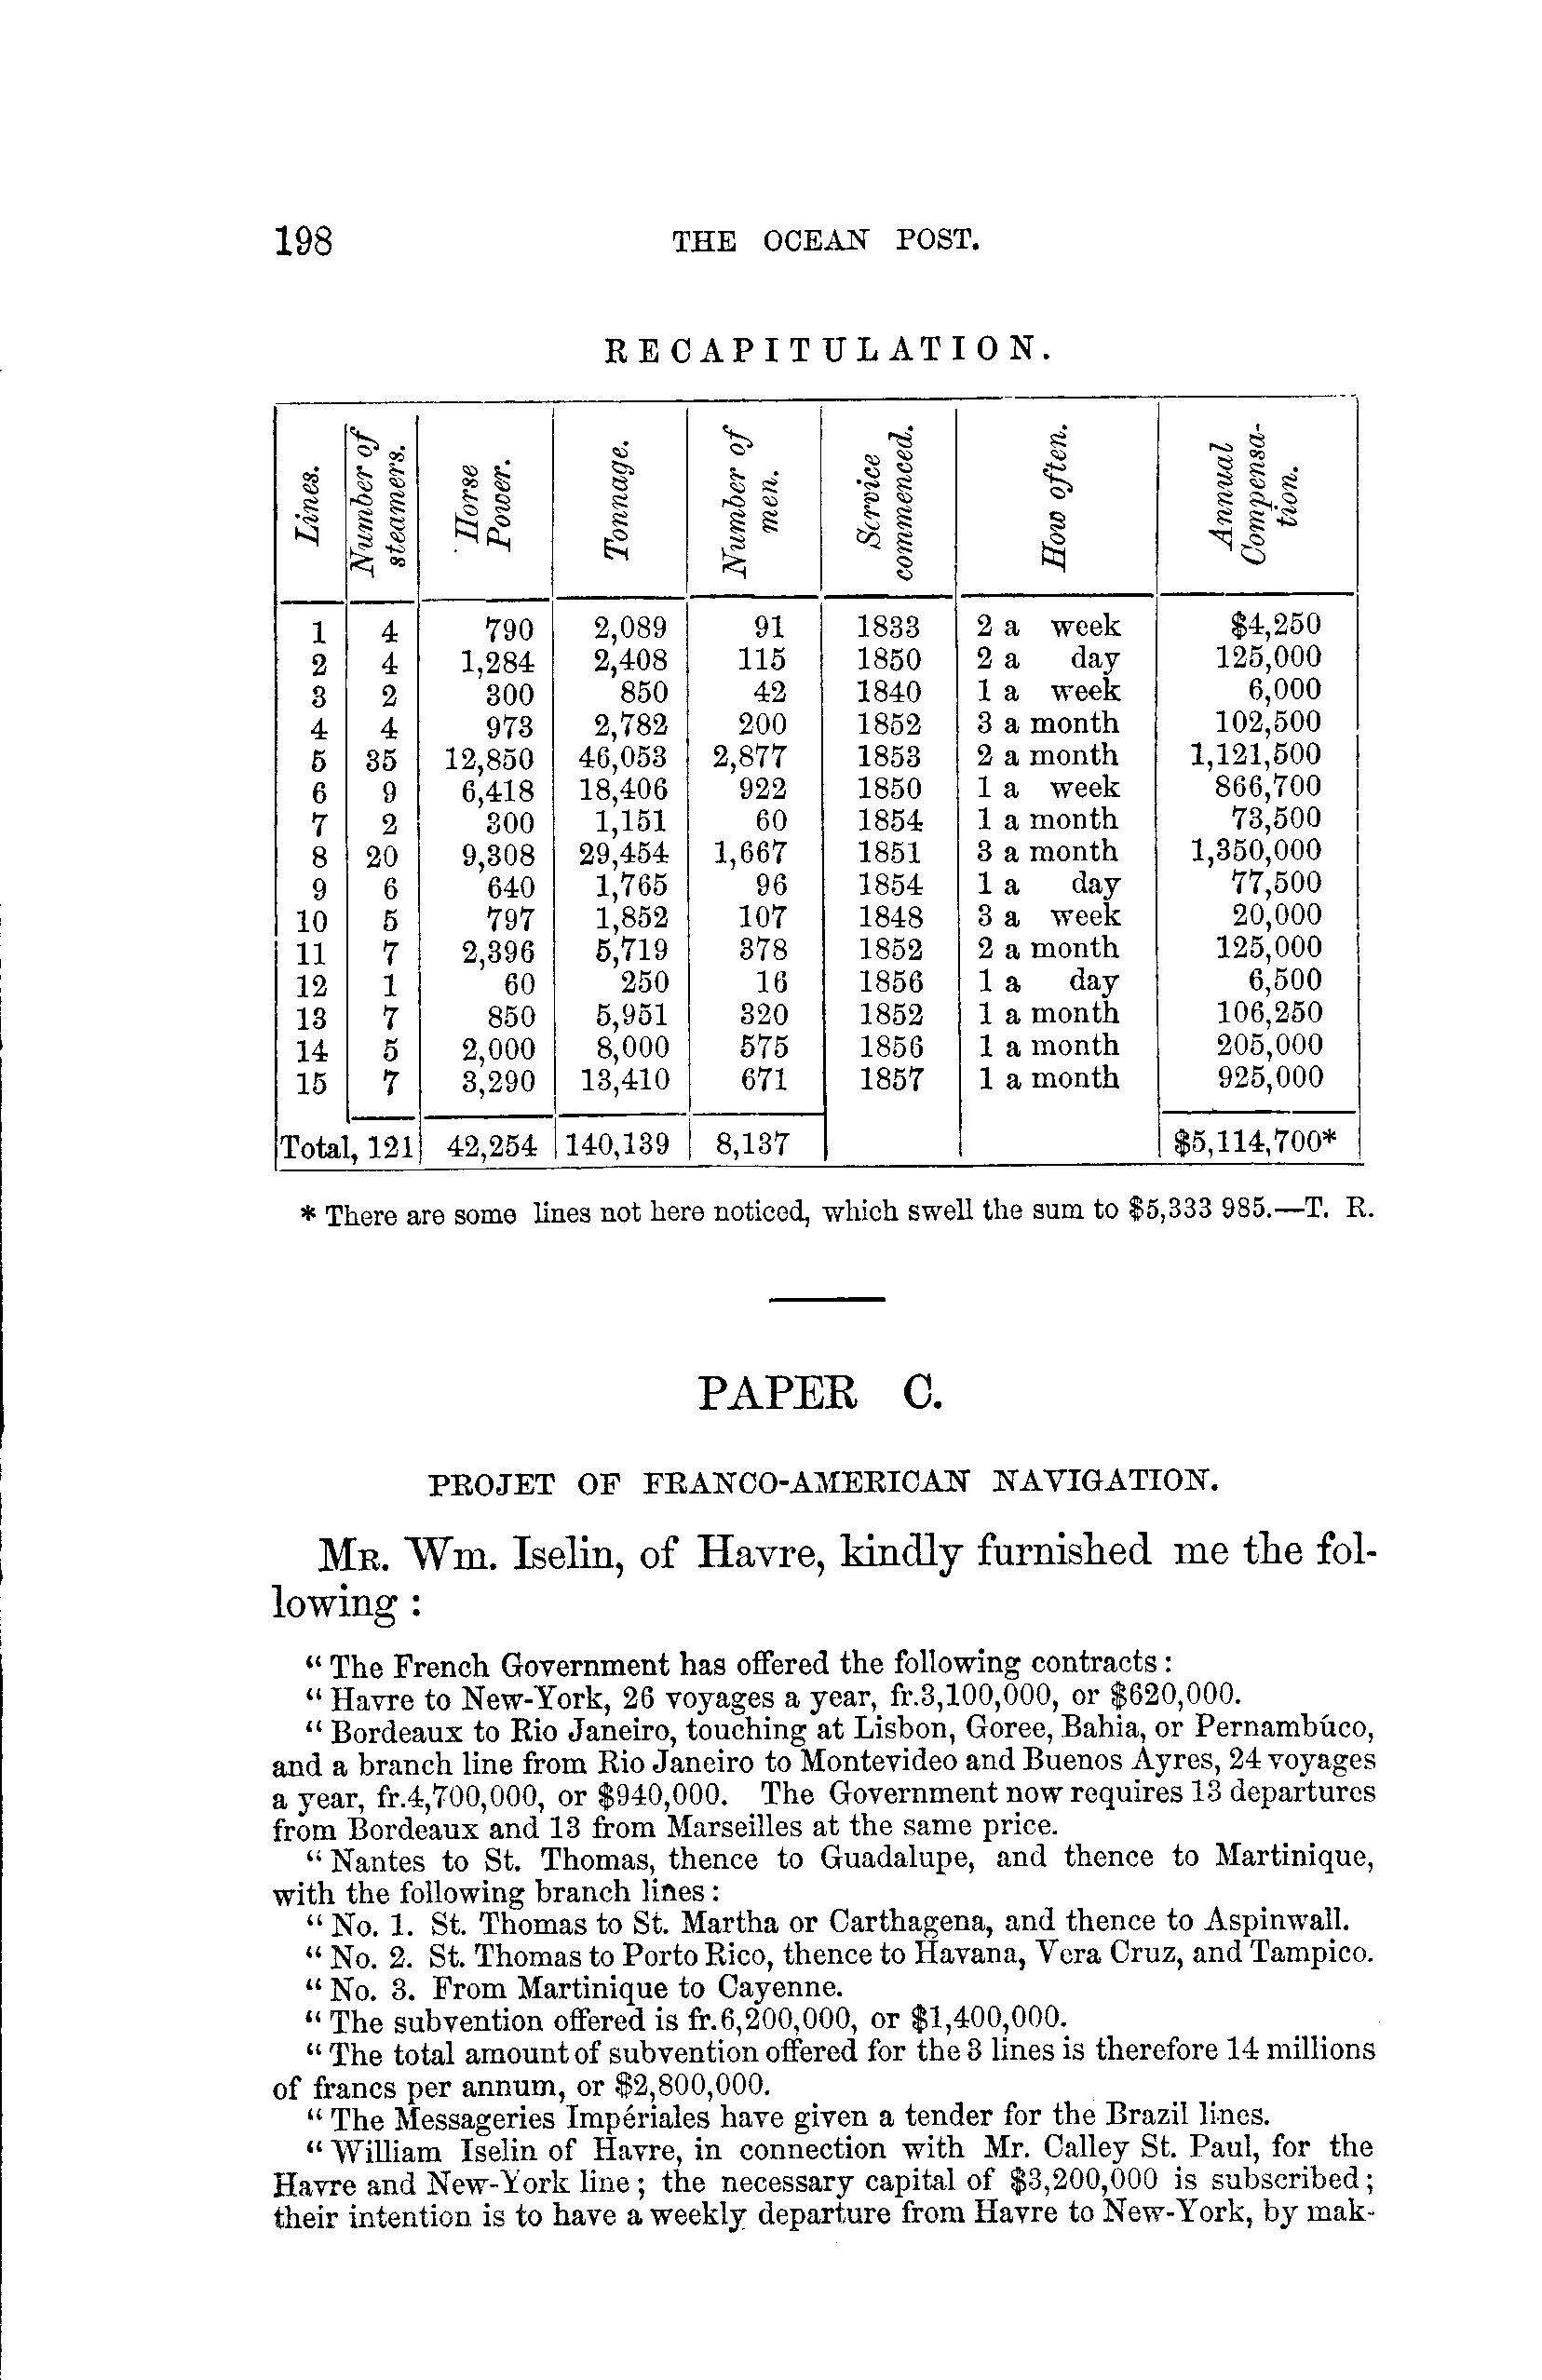 198 THE OCEAN POST.
RECAPITULATION.
Lines. Number of steamers. Horse Power. Tonnage. Number of men. Service commenced. How often. Annual Compensa-tion.
1 4 790 2,089 91 1833 2 a week $4,250
2 4 1,284 2,408 115 1850 2 a day 125,000
3 2 300 850 42 1840 1 a week 6,000
4 4 973 2,782 200 1852 3 a month 102,500
5 35 12,850 46,053 2,877 1853 2 a month 1,121,500
6 9 6,418 18,406 922 1850 1 a week 866,700
7 2 300 1,151 60 1854 1 a month 73,500
8 20 9,308 29,454 1,667 1851 3 a month 1,350,000
9 6 640 1,765 96 1854 1 a day 77,500
10 5 797 1,852 107 1848 3 a week 20,000
11 7 2,396 5,719 378 1852 2 a month 125,000
12 1 60 250 16 1856 1 a day 6,500
13 7 850 5,951 320 1852 1 a month 106,250
14 5 2,000 8,000 575 1856 1 a month 205,000
15 7 3,290 13,410 671 1857 1 a month 925,000
Total, 121 42,254 140,139 8,137 $5,114,700*
* There are some lines not here noticed, which swell the sum to $5,333 985.—T. R.
PAPER C.
PROJET OF FRANCO-AMERICAN NAVIGATION.
MR. Wm. Iselin, of Havre, kindly furnished me the fol-
lowing :
“ The French Government has offered the following contracts :
“ Havre to New-York, 26 voyages a year, fr.3,100,000, or $620,000.
“ Bordeaux to Rio Janeiro, touching at Lisbon, Goree, Bahia, or Pernambúco,
and a branch line from Rio Janeiro to Montevideo and Buenos Ayres, 24 voyages
a year, fr.4,700,000, or $940,000. The Government now requires 13 departures
from Bordeaux and 13 from Marseilles at the same price.
“ Nantes to St. Thomas, thence to Guadalupe, and thence to Martinique,
with the following branch lines :
“ No. 1. St. Thomas to St. Martha or Carthagena, and thence to Aspinwall.
“ No. 2. St. Thomas to Porto Rico, thence to Havana, Vera Cruz, and Tampico.
“ No. 3. From Martinique to Cayenne.
“ The subvention offered is fr.6,200,000, or $1,400,000.
“ The total amount of subvention offered for the 3 lines is therefore 14 millions
of francs per annum, or $2,800,000.
“ The Messageries Impériales have given a tender for the Brazil lines.
“ William Iselin of Havre, in connection with Mr. Calley St. Paul, for the
Havre and New-York line ; the necessary capital of $3,200,000 is subscribed ;
their intention is to have a weekly departure from Havre to New-York, by mak-